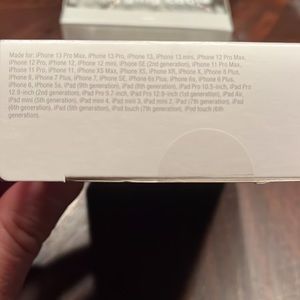 Made for: iPhone 13 Pro Max, iPhone 13 Pro, iPhone 13, iPhone 13 mini, iPhone 12 Pro Max,
iPhone 12 Pro, iPhone 12, iPhone 12 mini, iPhone SE (2nd generation), iPhone 11 Pro Max,
iPhone 11 Pro, iPhone 11, iPhone XS Max, iPhone XS, iPhone XR, iPhone X, iPhone 8 Plus,
iPhone 8, iPhone 7 Plus, iPhone 7, iPhone SE, iPhone 6s Plus, iPhone 6s, iPhone 6 Plus,
iPhone 6, iPhone 5s, iPad (9th generation), iPad (8th generation), iPad Pro 10.5-inch, iPad Pro
12.9-inch (2nd generation), iPad Pro 9.7-inch, iPad Pro 12.9-inch (1st generation), iPad Air,
iPad mini (5th generation), iPad mini 4, iPad mini 3, iPad mini 2, iPad (7th generation), iPad
(6th generation), iPad (5th generation), iPod touch (7th generation), iPod touch (6th
generation).